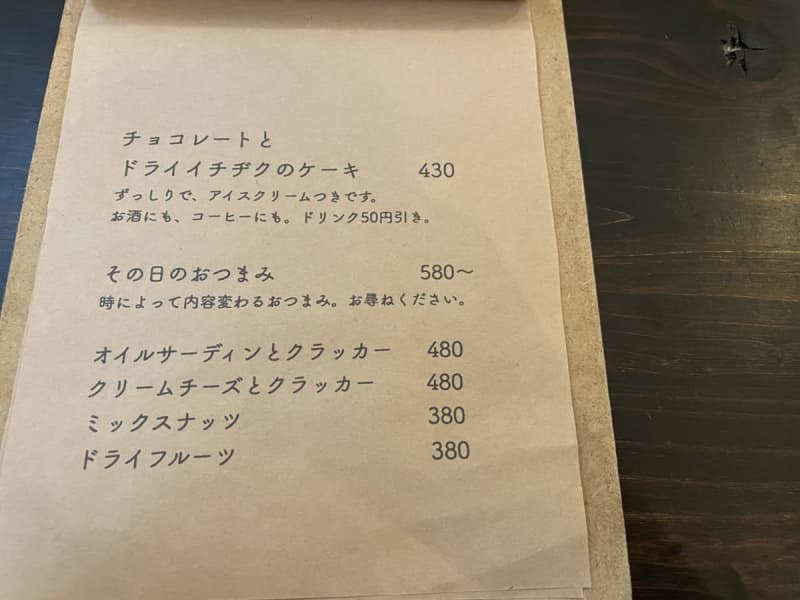 チョコレートと
ドライイチヂクのケーキ 430
ずっしりで、アイスクリームつきです。
お酒にも、コーヒーにも。ドリンク50円引き。
その日のおつまみ 580〜
時によって内容変わるおつまみ。お尋ねください。
オイルサーディンとクラッカー 480
クリームチーズとクラッカー 480
ミックスナッツ 380
ドライフルーツ 380